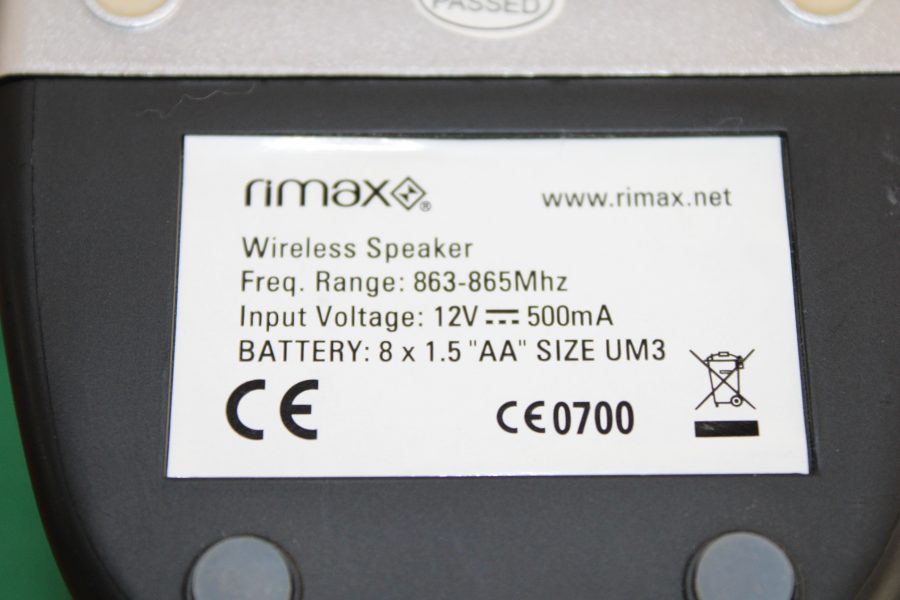 PASSED
rimax ®
www.rimax.net
Wireless Speaker
Freq. Range: 863-865Mhz
Input Voltage: 12V ⎓ 500mA
BATTERY: 8 x 1.5 "AA" SIZE UM3
CE
CE0700